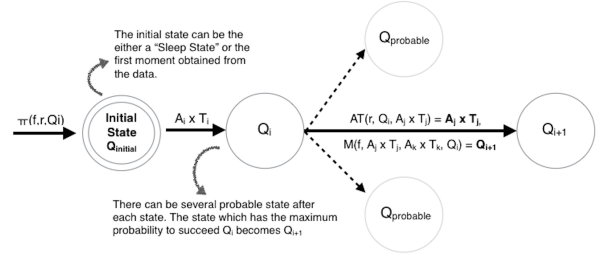 The initial state can be the
either a “Sleep State” or the
first moment obtained from
the data.
Qprobable
π(f,r,Qi)
Initial
State
Qinitial
Ai x Ti
Qi
AT(r, Qi, Aj x Tj) = Aj x Tj,
M(f, Aj x Tj, Ak x Tk, Qi) = Qi+1
Qi+1
There can be several probable state after
each state. The state which has the maximum
probability to succeed Qi becomes Qi+1
Qprobable